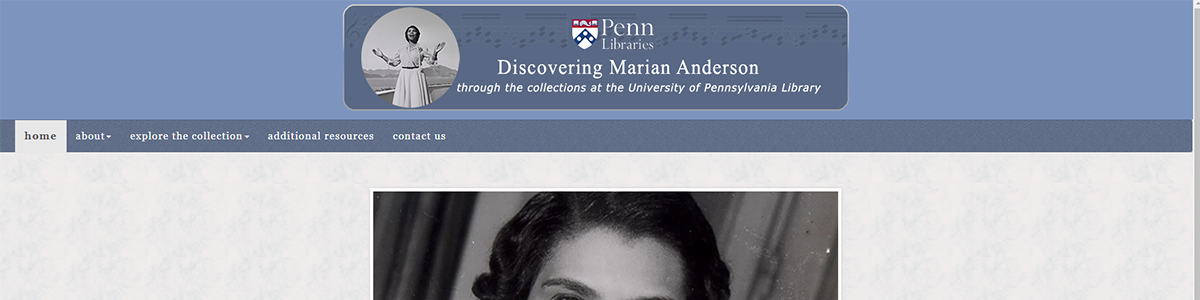 Penn
Libraries
Discovering Marian Anderson
through the collections at the University of Pennsylvania Library
home about explore the collection additional resources contact us